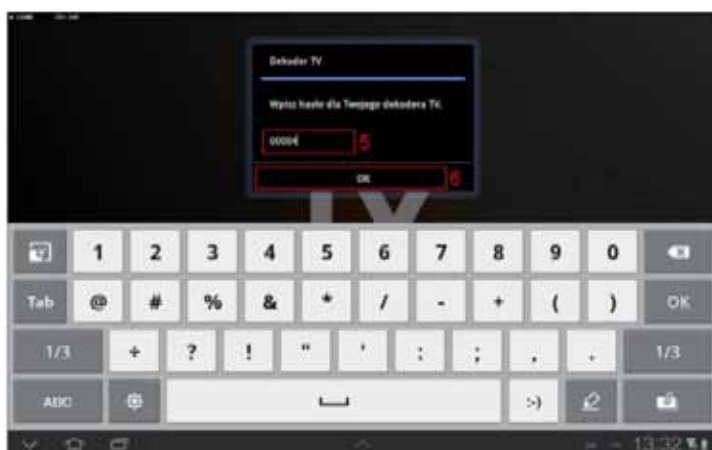 Dekoder TV
Wpisz hasło dla Twojego dekodera TV.
5
OK 6
1 2 3 4 5 6 7 8 9 0
Tab @ # % & * / - + ( ) OK
1/3 ÷ ? ! " ' : ; , . 1/3
ABC :-)
13:32